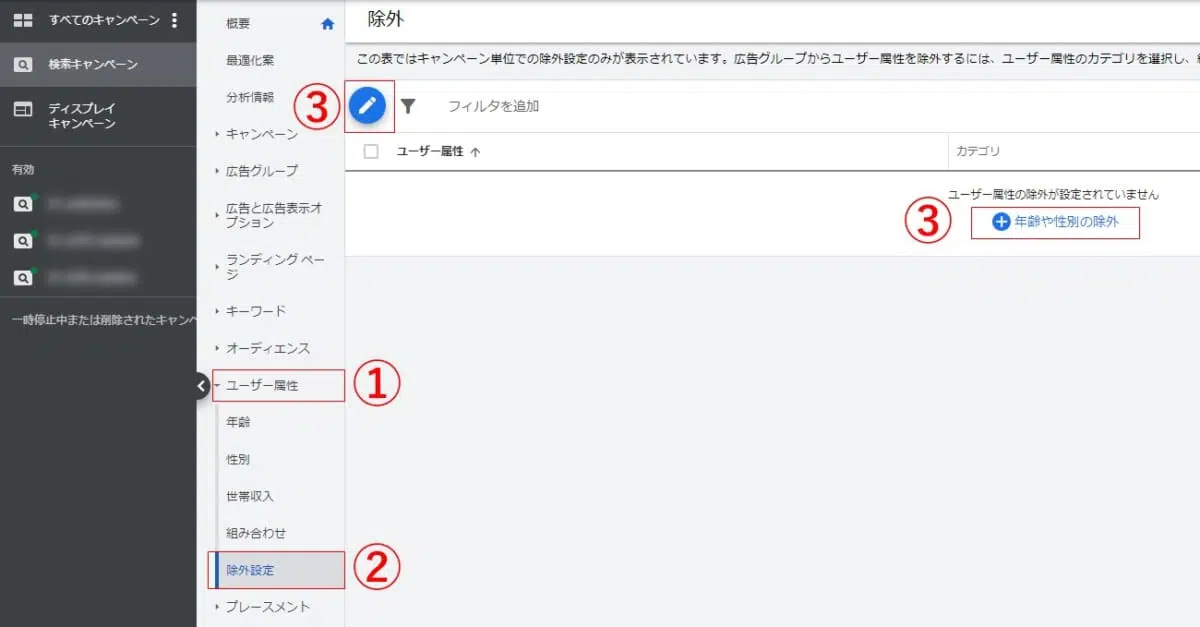 すべてのキャンペーン
検索キャンペーン
ディスプレイ
キャンペーン
有効
一時停止中または削除されたキャンペ
概要
最適化案
分析情報
キャンペーン
広告グループ
広告と広告表示オ
プション
ランディング ペー
ジ
キーワード
オーディエンス
ユーザー属性
①
年齢
性別
世帯収入
組み合わせ
除外設定
②
プレースメント
除外
この表ではキャンペーン単位での除外設定のみが表示されています。広告グループからユーザー属性を除外するには、ユーザー属性のカテゴリを選択し、
③
フィルタを追加
ユーザー属性 ↑
カテゴリ
ユーザー属性の除外が設定されていません
③
年齢や性別の除外